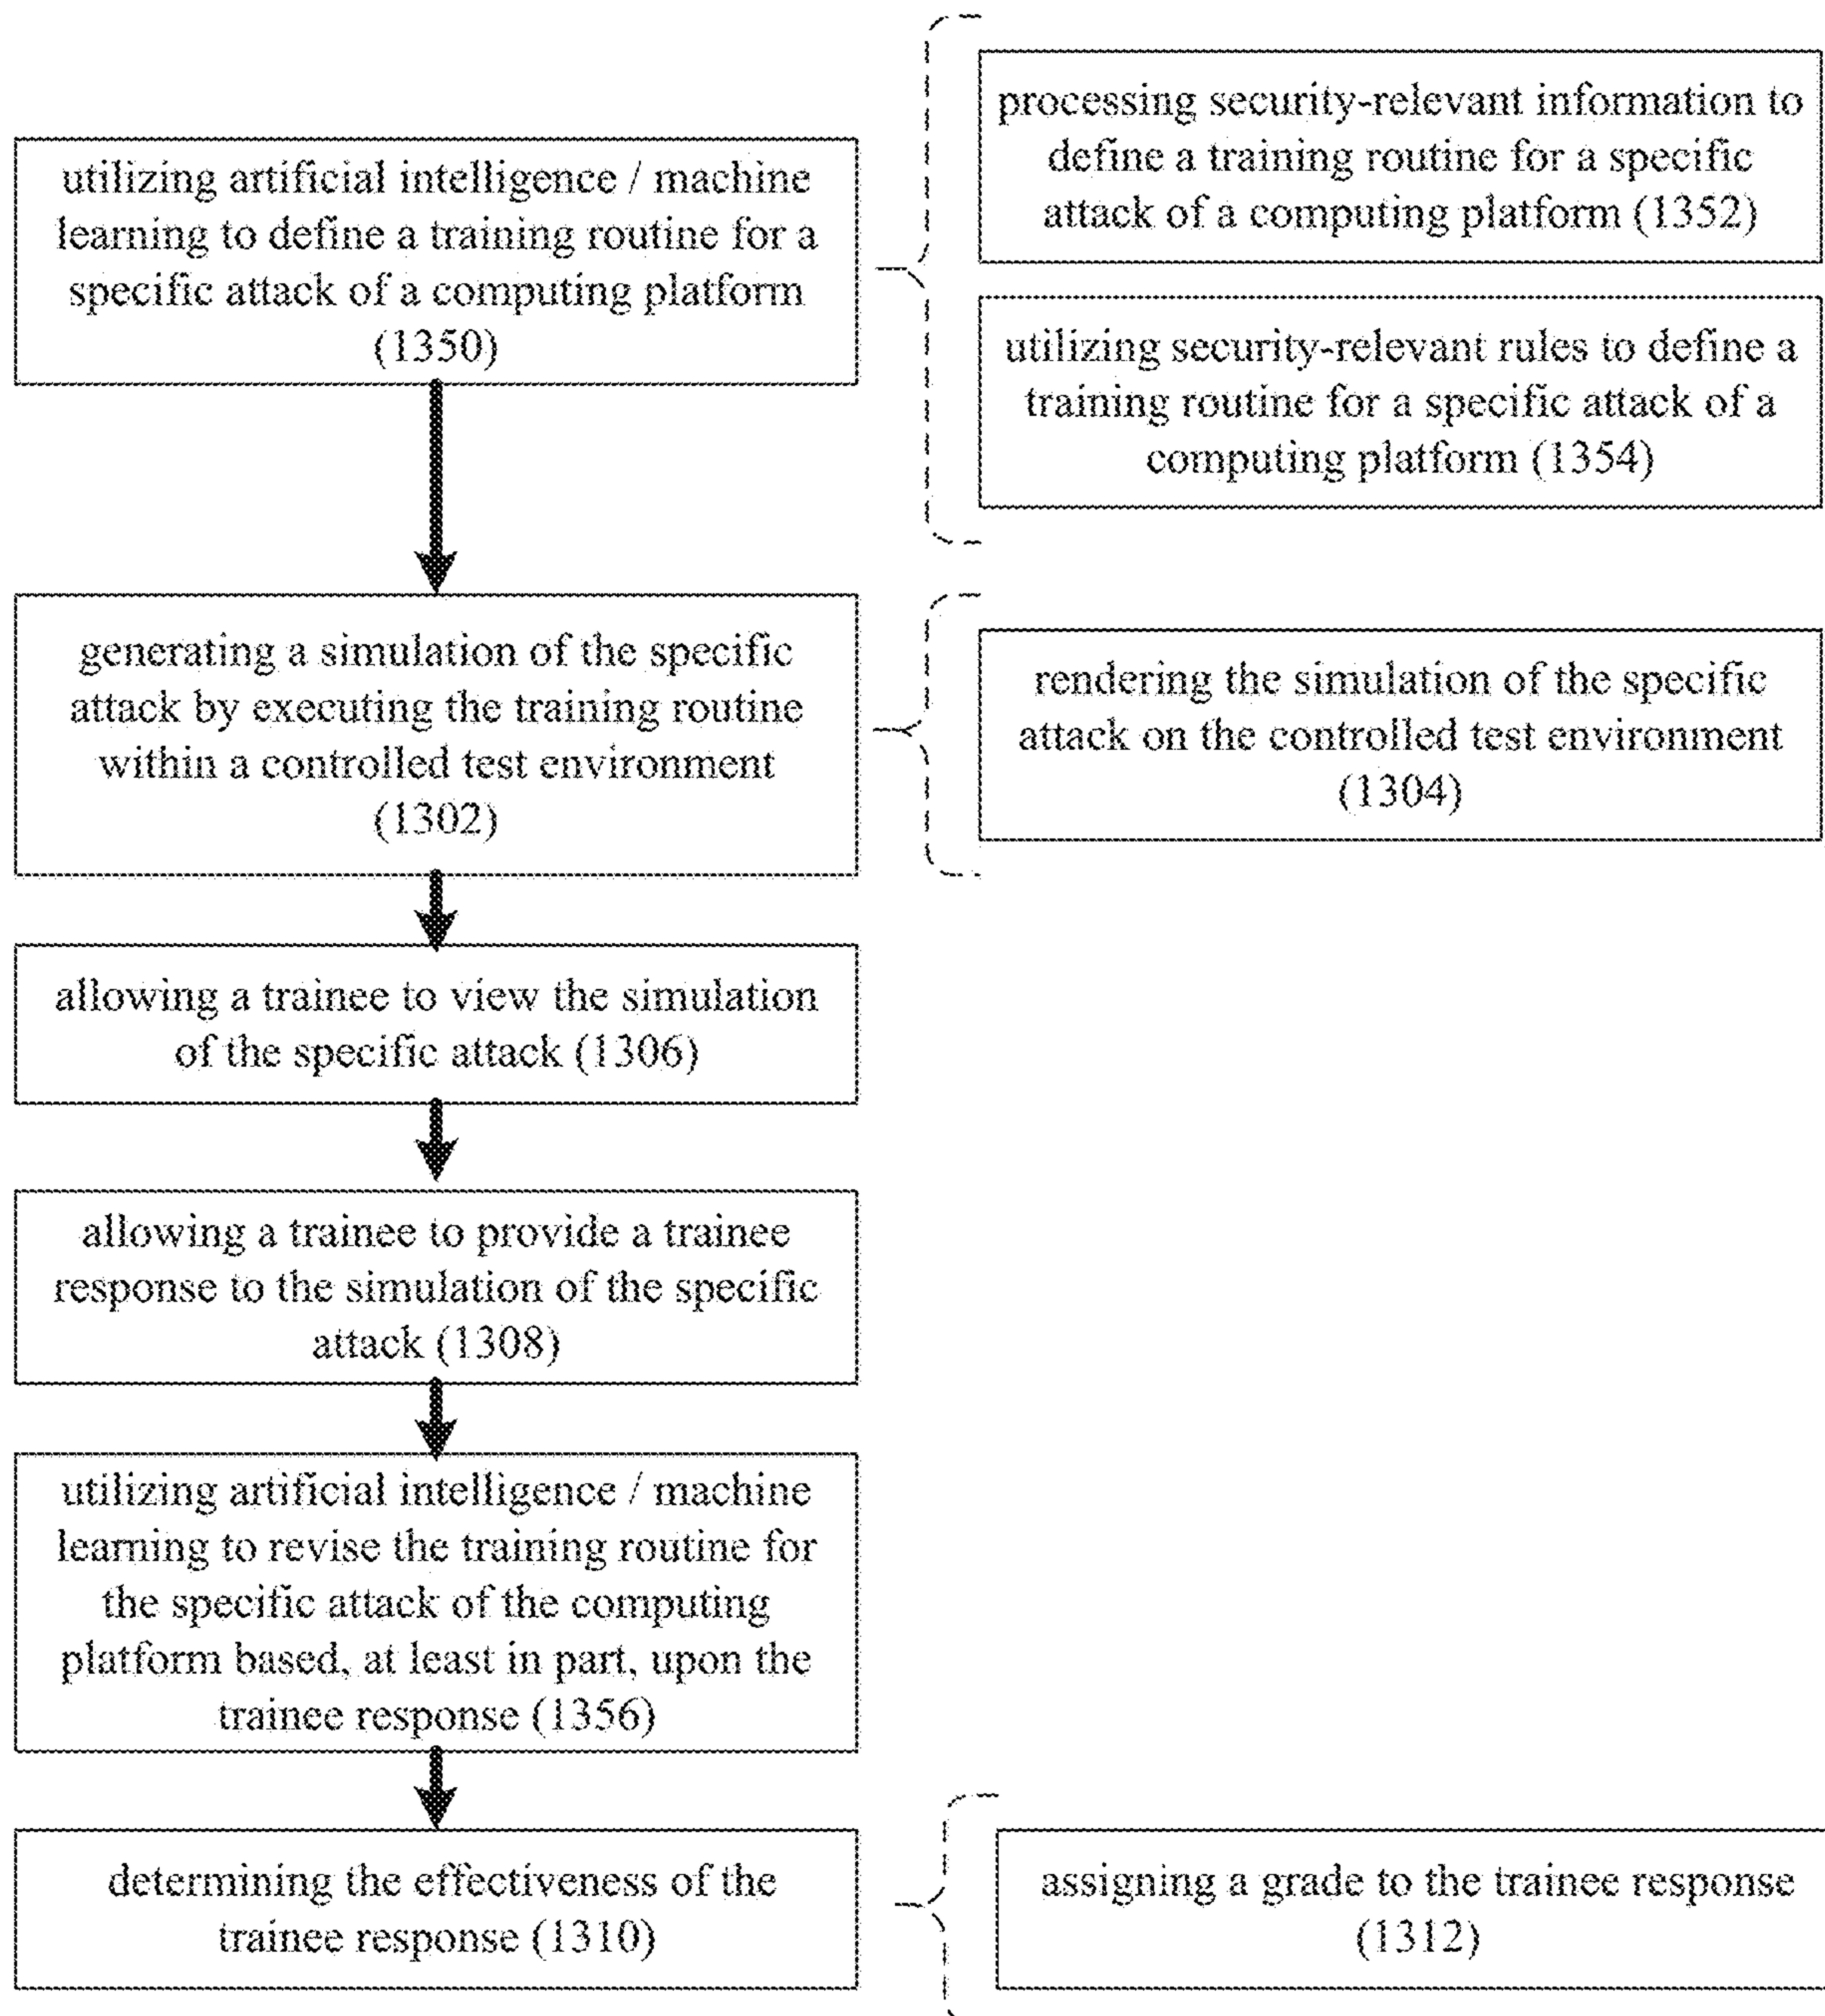 utilizing artificial intelligence / machine
learning to define a training routine for a
specific attack of a computing platform
(1350)
processing security-relevant information to
define a training routine for a specific
attack of a computing platform (1352)
utilizing security-relevant rules to define a
training routine for a specific attack of a
computing platform (1354)
generating a simulation of the specific
attack by executing the training routine
within a controlled test environment
(1302)
rendering the simulation of the specific
attack on the controlled test environment
(1304)
allowing a trainee to view the simulation
of the specific attack (1306)
allowing a trainee to provide a trainee
response to the simulation of the specific
attack (1308)
utilizing artificial intelligence / machine
learning to revise the training routine for
the specific attack of the computing
platform based, at least in part, upon the
trainee response (1356)
determining the effectiveness of the
trainee response (1310)
assigning a grade to the trainee response
(1312)